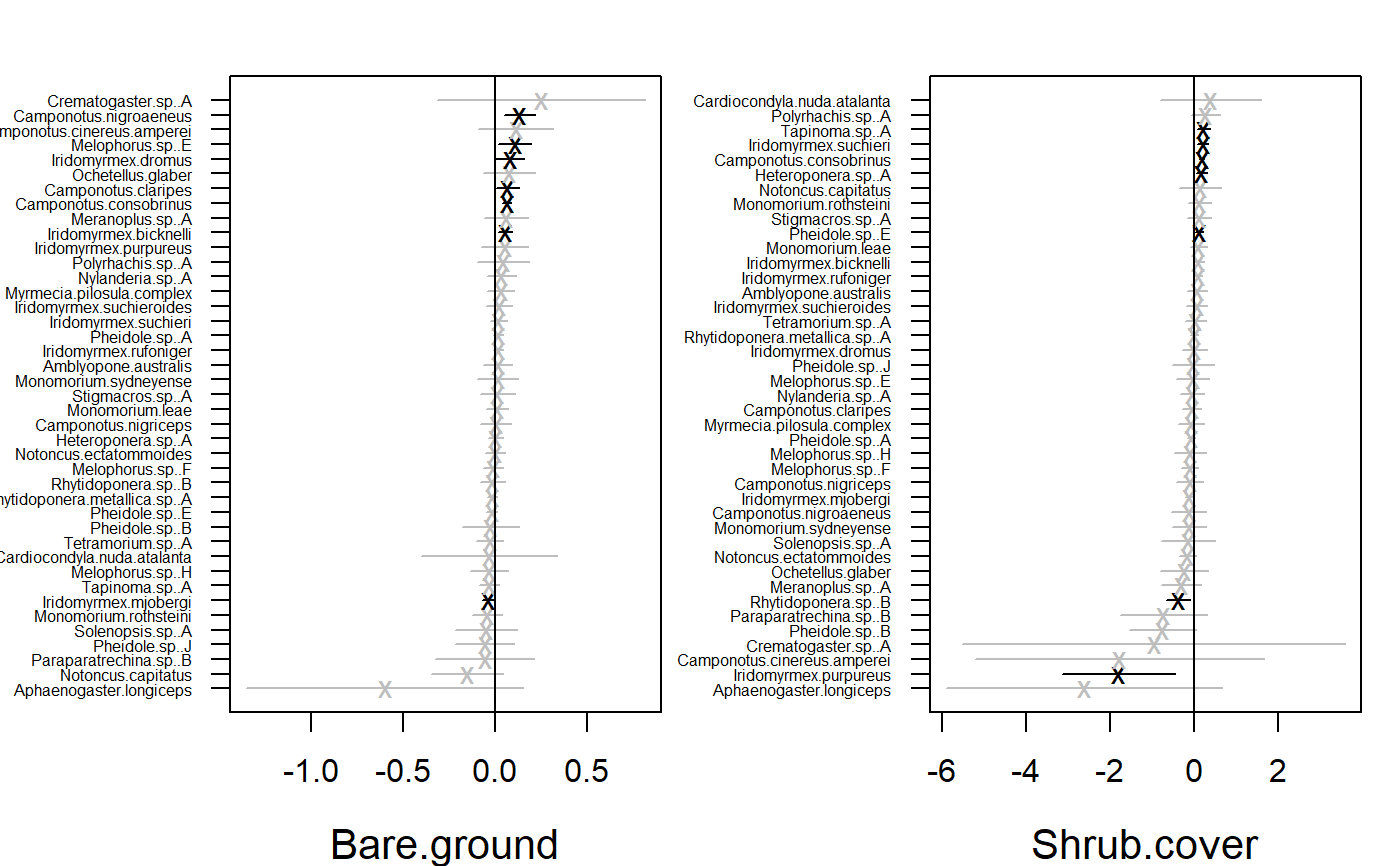 Crematogaster.sp..A
Camponotus.nigroaeneus
mponotus.cinereus.amperei
Melophorus.sp..E
Iridomyrmex.dromus
Ochetellus.glaber
Camponotus.claripes
Camponotus.consobrinus
Meranoplus.sp..A
Iridomyrmex.bicknelli
Iridomyrmex.purpureus
Polyrhachis.sp..A
Nylanderia.sp..A
Myrmecia.pilosula.complex
Iridomyrmex.suchieroides
Iridomyrmex.suchieri
Pheidole.sp..A
Iridomyrmex.rufoniger
Amblyopone.australis
Monomorium.sydneyense
Stigmacros.sp..A
Monomorium.leae
Camponotus.nigriceps
Heteroponera.sp..A
Notoncus.ectatommoides
Melophorus.sp..F
Rhytidoponera.sp..B
hytidoponera.metallica.sp..A
Pheidole.sp..E
Pheidole.sp..B
Tetramorium.sp..A
Cardiocondyla.nuda.atalanta
Melophorus.sp..H
Tapinoma.sp..A
Iridomyrmex.mjobergi
Monomorium.rothsteini
Solenopsis.sp..A
Pheidole.sp..J
Paraparatrechina.sp..B
Notoncus.capitatus
Aphaenogaster.longiceps
-1.0 -0.5 0.0 0.5
Bare.ground
Cardiocondyla.nuda.atalanta
Polyrhachis.sp..A
Tapinoma.sp..A
Iridomyrmex.suchieri
Camponotus.consobrinus
Heteroponera.sp..A
Notoncus.capitatus
Monomorium.rothsteini
Stigmacros.sp..A
Pheidole.sp..E
Monomorium.leae
Iridomyrmex.bicknelli
Iridomyrmex.rufoniger
Amblyopone.australis
Iridomyrmex.suchieroides
Tetramorium.sp..A
Rhytidoponera.metallica.sp..A
Iridomyrmex.dromus
Pheidole.sp..J
Melophorus.sp..E
Nylanderia.sp..A
Camponotus.claripes
Myrmecia.pilosula.complex
Pheidole.sp..A
Melophorus.sp..H
Melophorus.sp..F
Camponotus.nigriceps
Iridomyrmex.mjobergi
Camponotus.nigroaeneus
Monomorium.sydneyense
Solenopsis.sp..A
Notoncus.ectatommoides
Ochetellus.glaber
Meranoplus.sp..A
Rhytidoponera.sp..B
Paraparatrechina.sp..B
Pheidole.sp..B
Crematogaster.sp..A
Camponotus.cinereus.amperei
Iridomyrmex.purpureus
Aphaenogaster.longiceps
-6 -4 -2 0 2
Shrub.cover